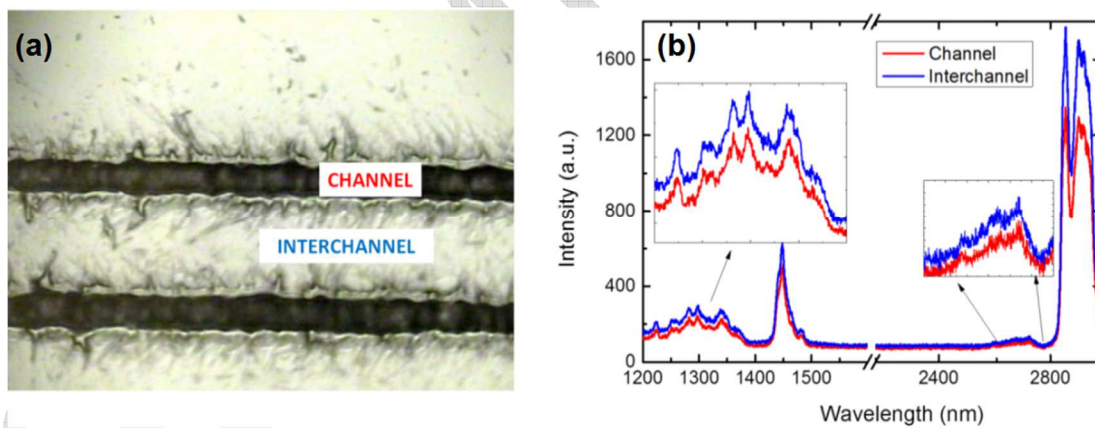 (a)
CHANNEL
INTERCHANNEL
(b)
Channel
Interchannel
Intensity (a.u.)
1600
1200
800
400
0
1200
1300
1400
1500
2400
2800
Wavelength (nm)